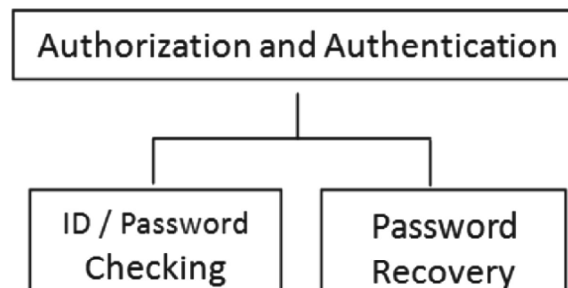 Authorization and Authentication
ID / Password
Checking
Password
Recovery